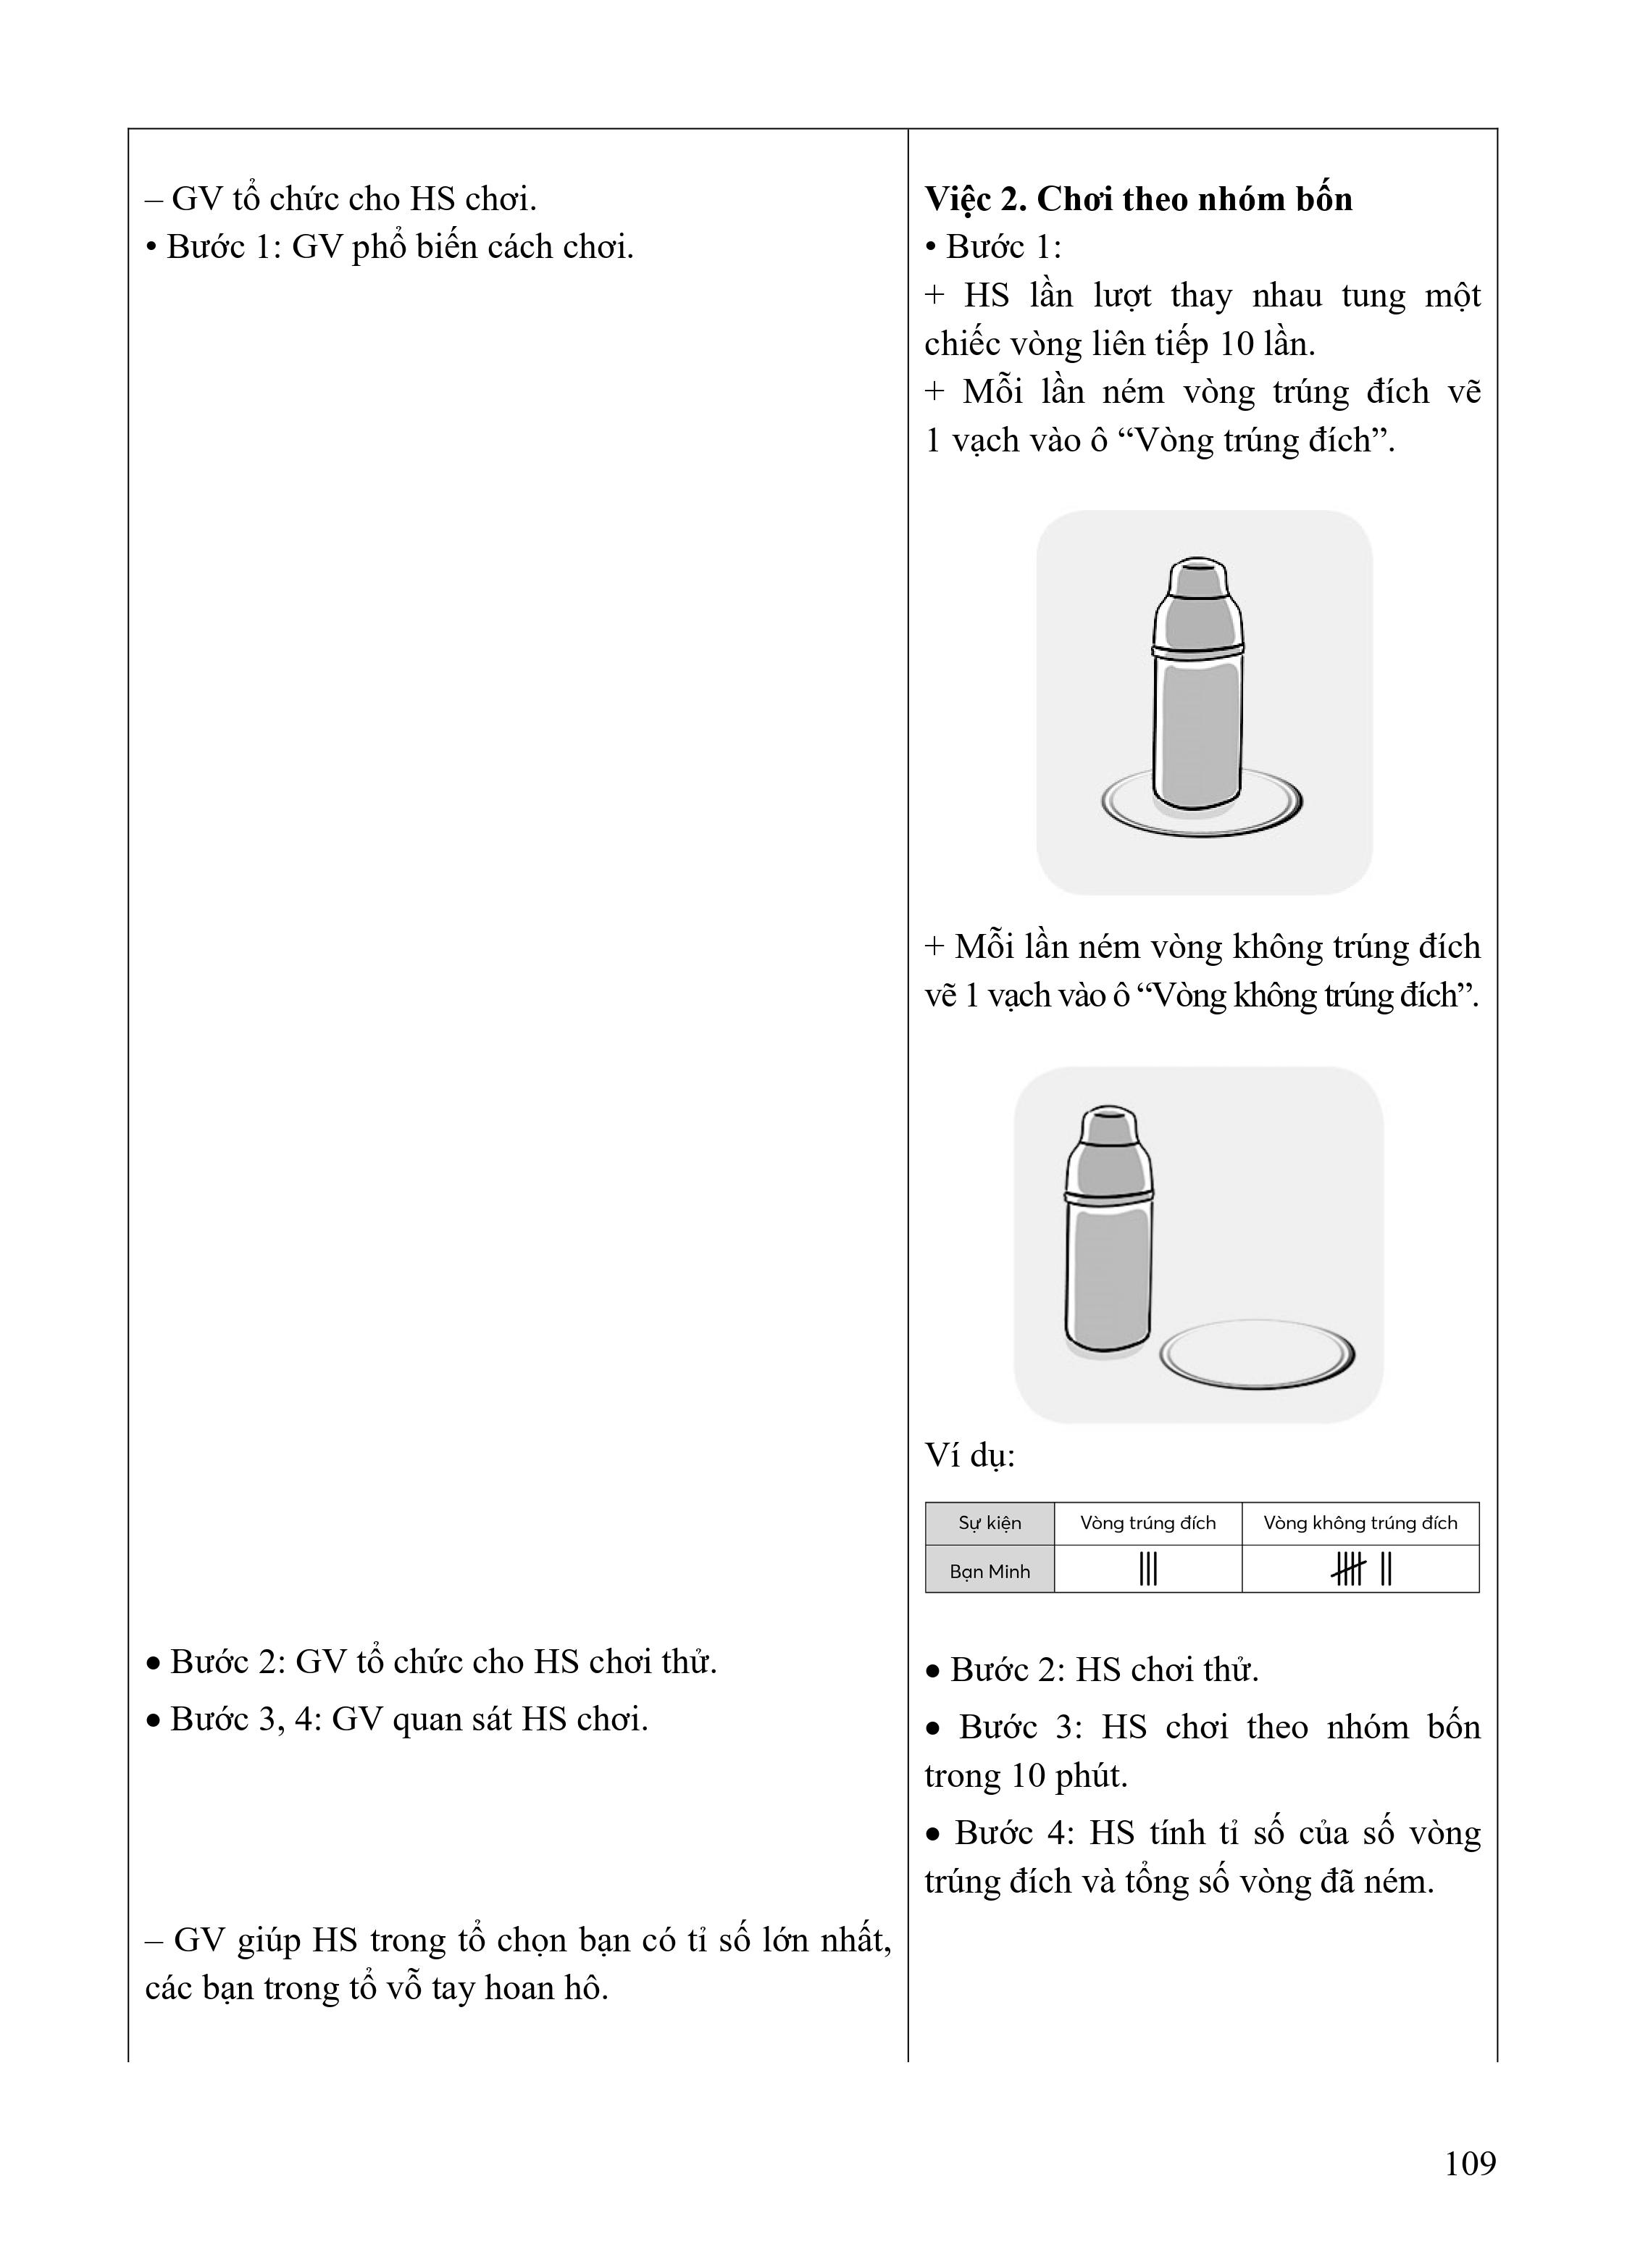 – GV tổ chức cho HS chơi.
• Bước 1: GV phổ biến cách chơi.
Việc 2. Chơi theo nhóm bốn
• Bước 1:
+ HS lần lượt thay nhau tung một
chiếc vòng liên tiếp 10 lần.
+ Mỗi lần ném vòng trúng đích vẽ
1 vạch vào ô “Vòng trúng đích”.
+ Mỗi lần ném vòng không trúng đích
vẽ 1 vạch vào ô “Vòng không trúng đích”.
Ví dụ:
Sự kiện Vòng trúng đích Vòng không trúng đích
Bạn Minh
• Bước 2: GV tổ chức cho HS chơi thử.
• Bước 3, 4: GV quan sát HS chơi.
• Bước 2: HS chơi thử.
• Bước 3: HS chơi theo nhóm bốn
trong 10 phút.
• Bước 4: HS tính tỉ số của số vòng
trúng đích và tổng số vòng đã ném.
– GV giúp HS trong tổ chọn bạn có tỉ số lớn nhất,
các bạn trong tổ vỗ tay hoan hô.
109